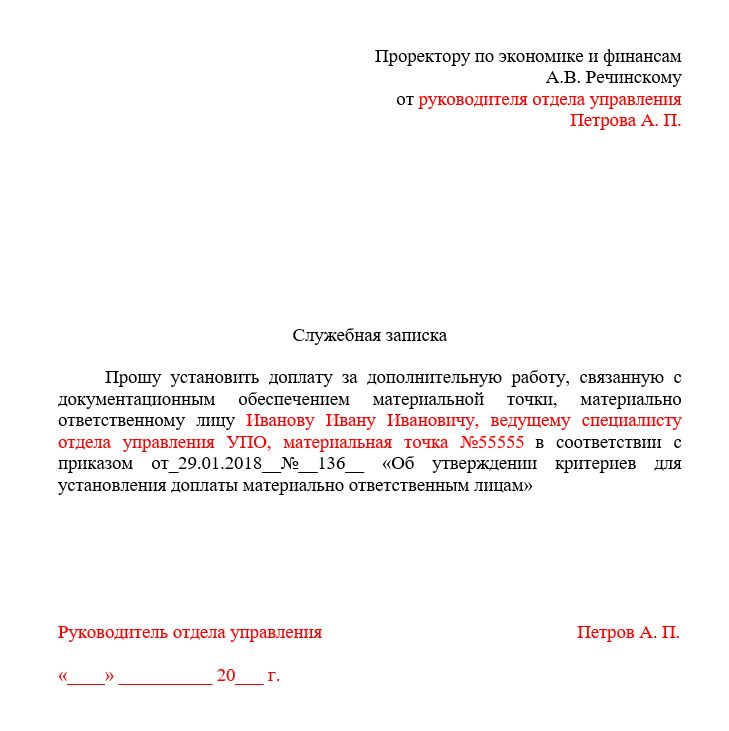 Проректору по экономике и финансам
А.В. Речинскому
от руководителя отдела управления
Петрова А. П.
Служебная записка
Прошу установить доплату за дополнительную работу, связанную с
документационным обеспечением материальной точки, материально
ответственному лицу Иванову Ивану Ивановичу, ведущему специалисту
отдела управления УПО, материальная точка №55555 в соответствии с
приказом от_29.01.2018__№__136__ «Об утверждении критериев для
установления доплаты материально ответственным лицам»
Руководитель отдела управления Петров А. П.
«____» __________ 20___ г.